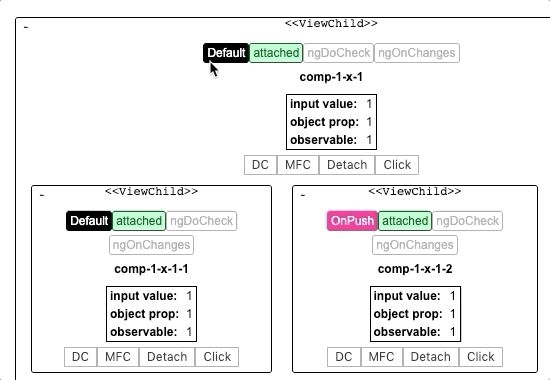 - <<ViewChild>>
Default attached ngDoCheck ngOnChanges
comp-1-x-1
input value: 1
object prop: 1
observable: 1
DC MFC Detach Click
- <<ViewChild>>
Default attached ngDoCheck
ngOnChanges
comp-1-x-1-1
input value: 1
object prop: 1
observable: 1
DC MFC Detach Click
- <<ViewChild>>
OnPush attached ngDoCheck
ngOnChanges
comp-1-x-1-2
input value: 1
object prop: 1
observable: 1
DC MFC Detach Click